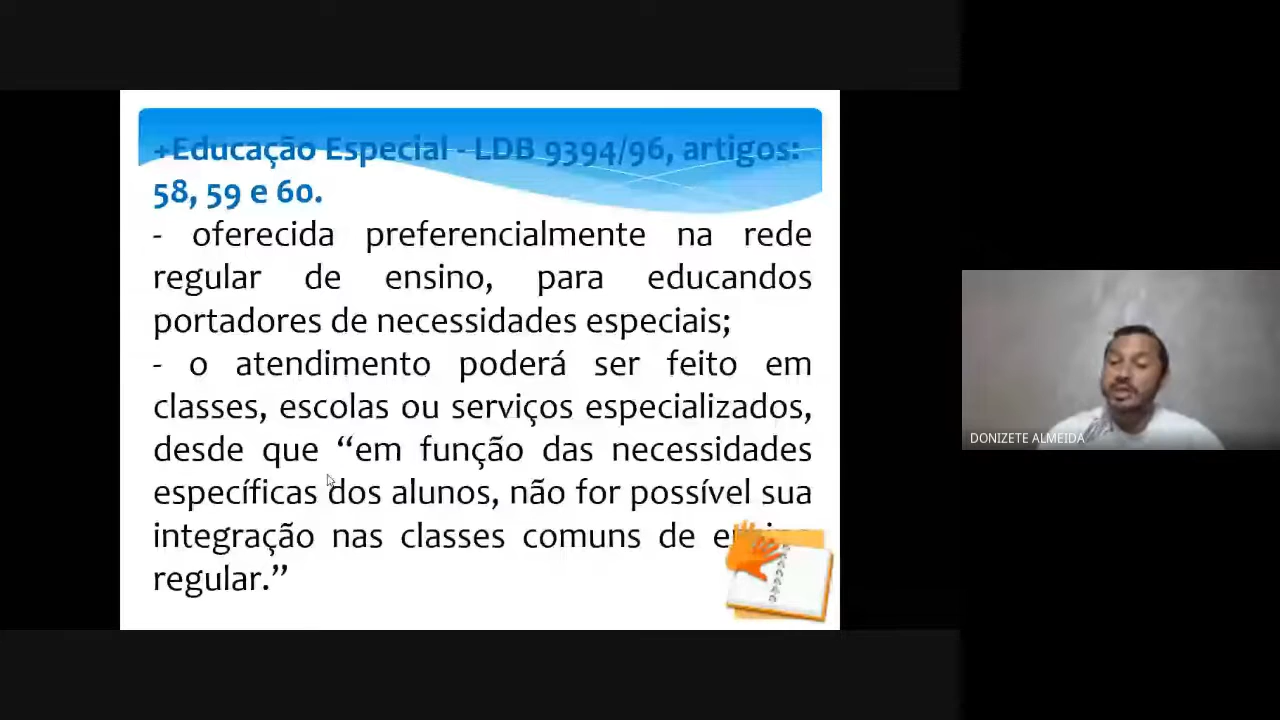 +Educação Especial - LDB 9394/96, artigos:
58, 59 e 60.
- oferecida preferencialmente na rede
regular de ensino, para educandos
portadores de necessidades especiais;
- o atendimento poderá ser feito em
classes, escolas ou serviços especializados,
desde que “em função das necessidades
específicas dos alunos, não for possível sua
integração nas classes comuns de ensino
regular.”
DONIZETE ALMEIDA